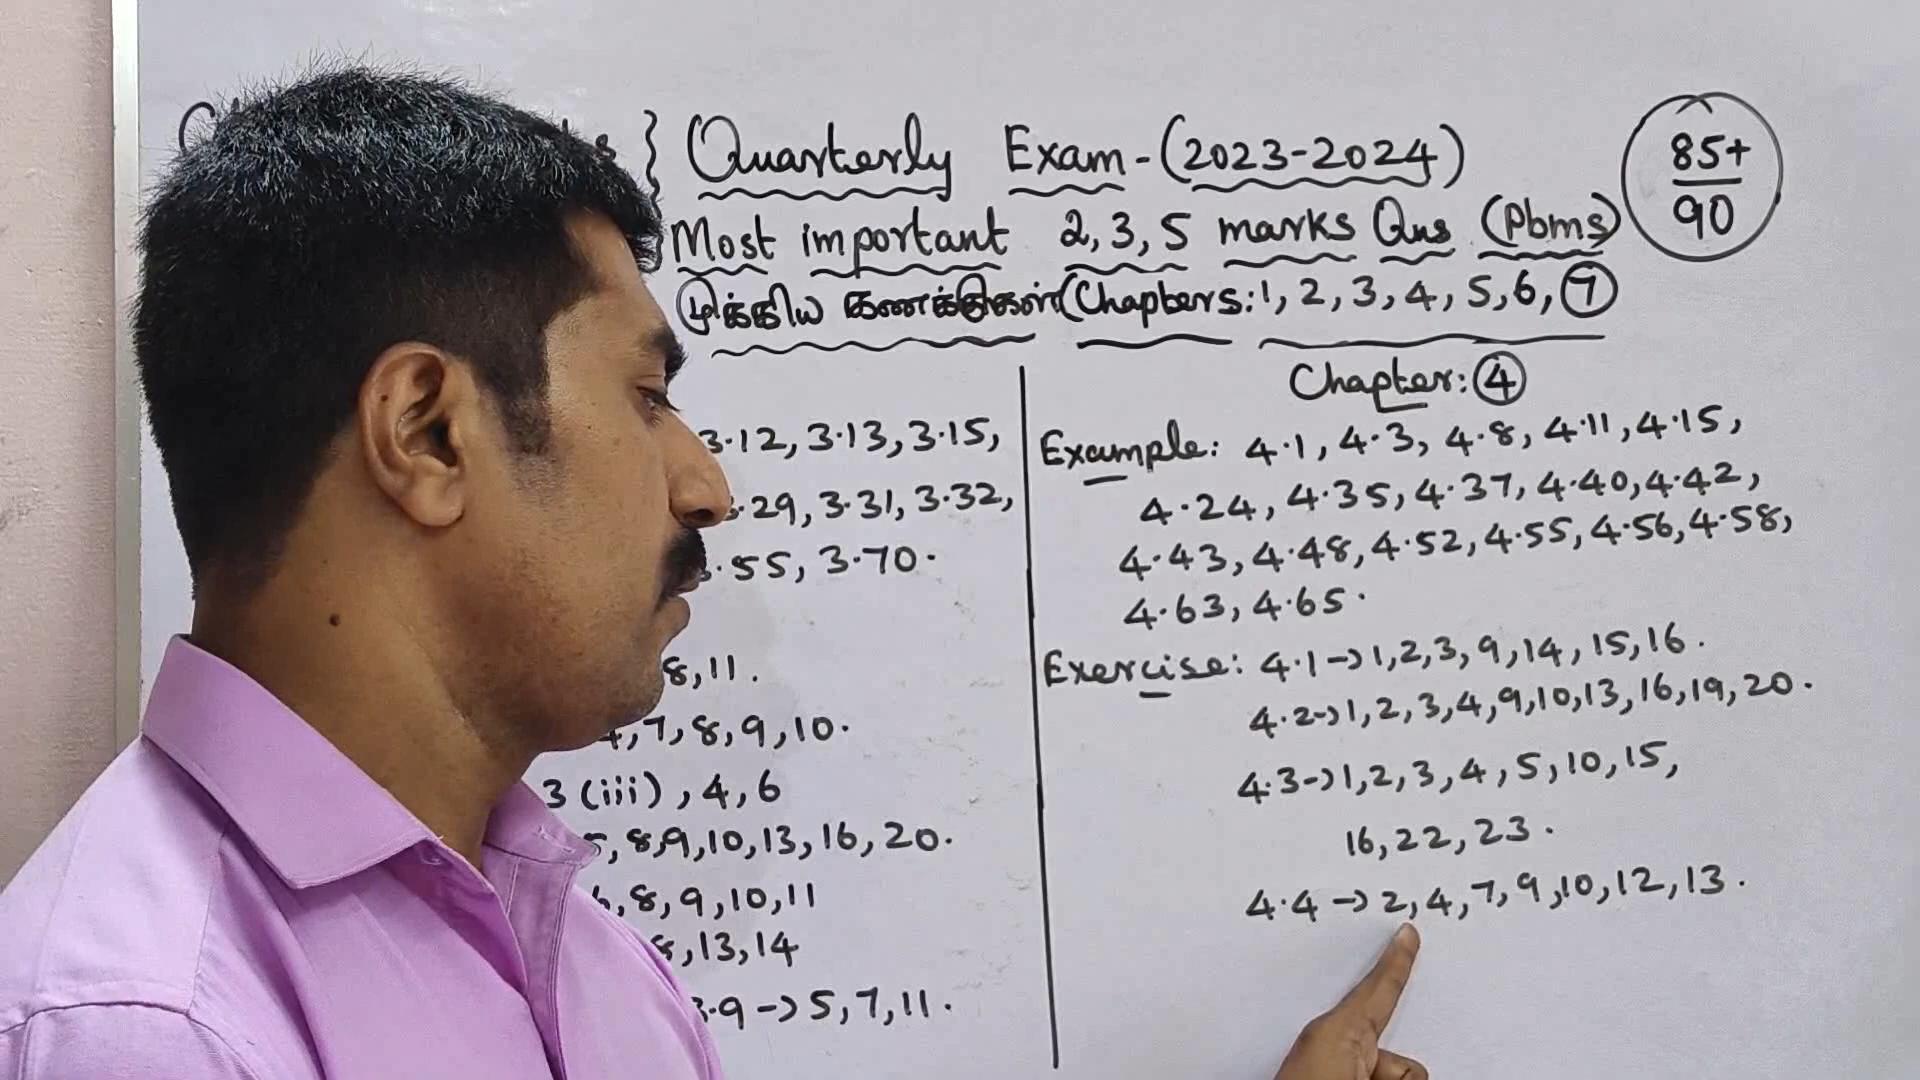 } Quarterly Exam - (2023-2024)
Most important 2, 3, 5 marks Qns (Pbms)
முக்கிய கணக்குகள் (Chapters: 1, 2, 3, 4, 5, 6, 7
85+
90
3.12, 3.13, 3.15,
.29, 3.31, 3.32,
.55, 3.70.
8, 11.
4, 7, 8, 9, 10.
3 (iii), 4, 6
5, 8, 9, 10, 13, 16, 20.
6, 8, 9, 10, 11
8, 13, 14
3.9 → 5, 7, 11.
Chapter: 4
Example: 4.1, 4.3, 4.8, 4.11, 4.15,
4.24, 4.35, 4.37, 4.40, 4.42,
4.43, 4.48, 4.52, 4.55, 4.56, 4.58,
4.63, 4.65.
Exercise: 4.1 → 1, 2, 3, 9, 14, 15, 16.
4.2 → 1, 2, 3, 4, 9, 10, 13, 16, 19, 20.
4.3 → 1, 2, 3, 4, 5, 10, 15,
16, 22, 23.
4.4 → 2, 4, 7, 9, 10, 12, 13.